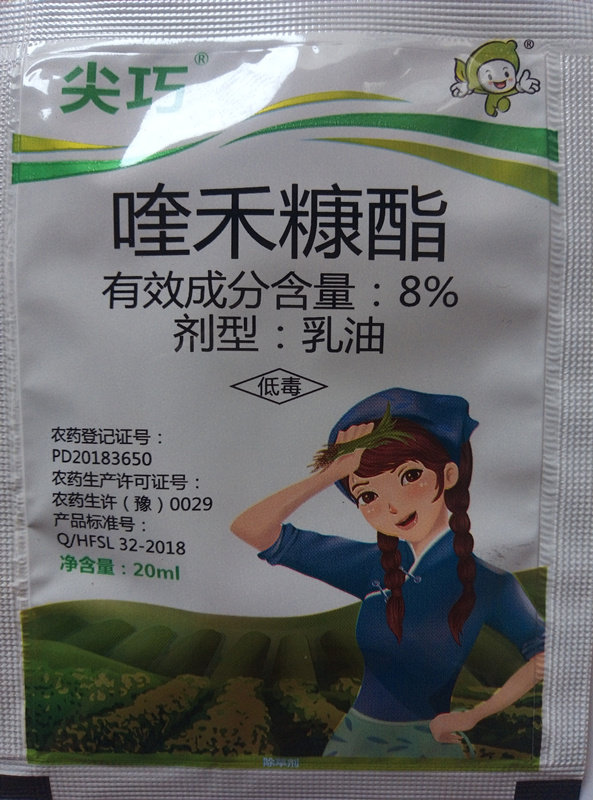 尖巧®
®
喹禾糠酯
有效成分含量：8%
剂型：乳油
低毒
农药登记证号：
PD20183650
农药生产许可证号：
农药生许（豫）0029
产品标准号：
Q/HFSL 32-2018
净含量：20ml
除草剂